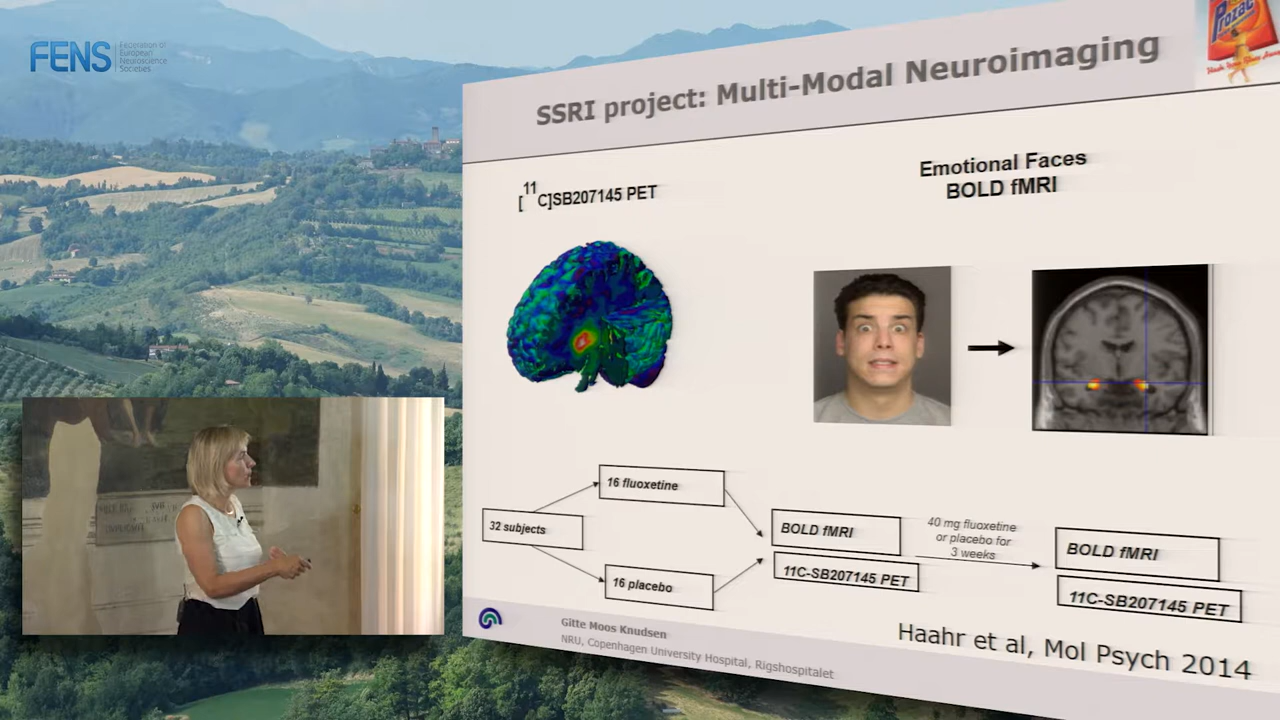 FENS
Federation of
European
Neuroscience
Societies
SSRI project: Multi-Modal Neuroimaging
Prozac
[11C]SB207145 PET
Emotional Faces
BOLD fMRI
32 subjects
16 fluoxetine
16 placebo
BOLD fMRI
11C-SB207145 PET
40 mg fluoxetine
or placebo for
3 weeks
BOLD fMRI
11C-SB207145 PET
Gitte Moos Knudsen
NRU, Copenhagen University Hospital, Rigshospitalet
Haahr et al, Mol Psych 2014